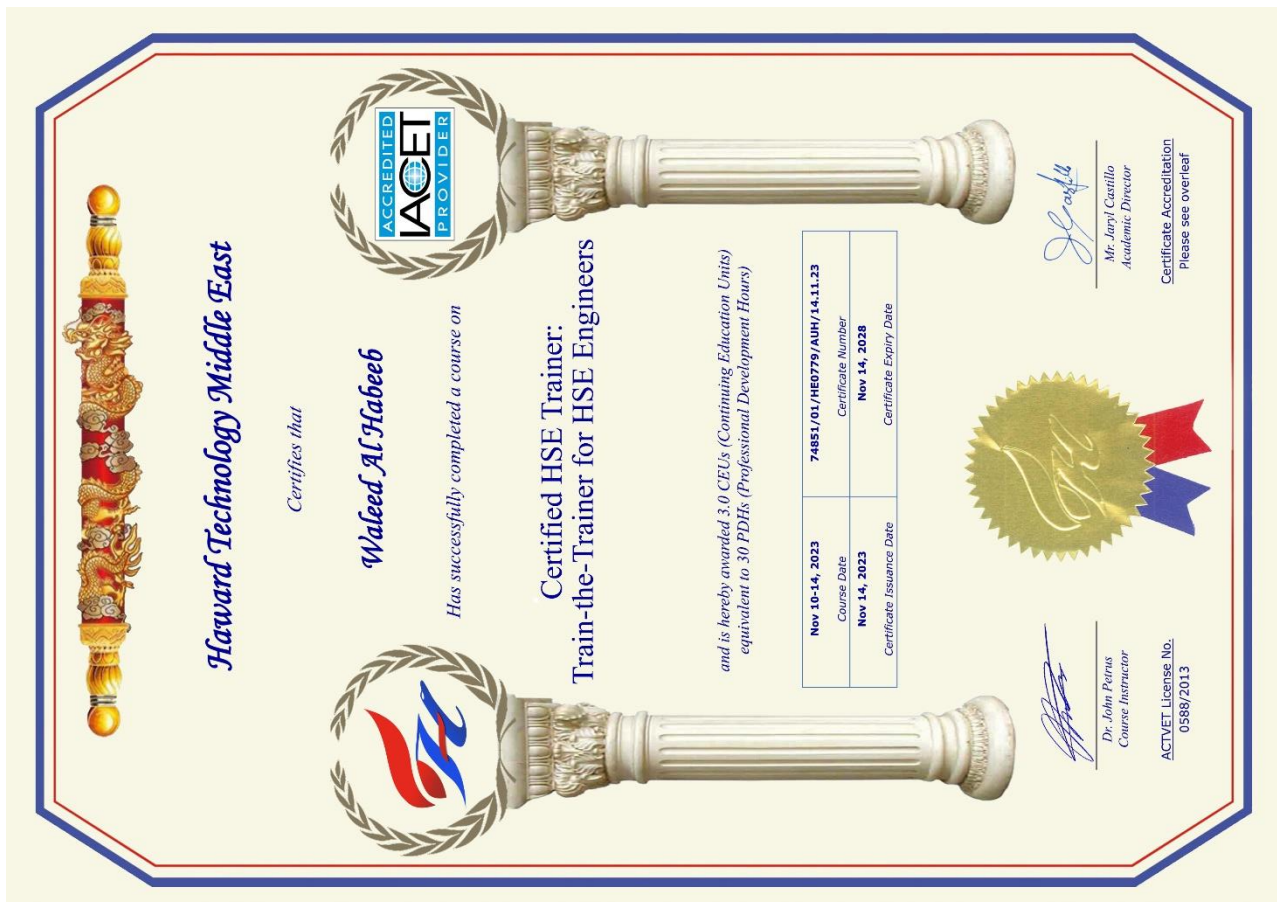 Haward Technology Middle East
Certifies that
Waleed Al Habeeb
ACCREDITED
IACET
PROVIDER
Has successfully completed a course on
Certified HSE Trainer:
Train-the-Trainer for HSE Engineers
and is hereby awarded 3.0 CEUs (Continuing Education Units)
equivalent to 30 PDHs (Professional Development Hours)
Nov 10-14, 2023
Course Date
74851/01/HE0779/AUH/14.11.23
Certificate Number
Nov 14, 2023
Certificate Issuance Date
Nov 14, 2028
Certificate Expiry Date
Dr. John Petrus
Course Instructor
Mr. Jaryl Castillo
Academic Director
ACTVET License No.
0588/2013
Certificate Accreditation
Please see overleaf